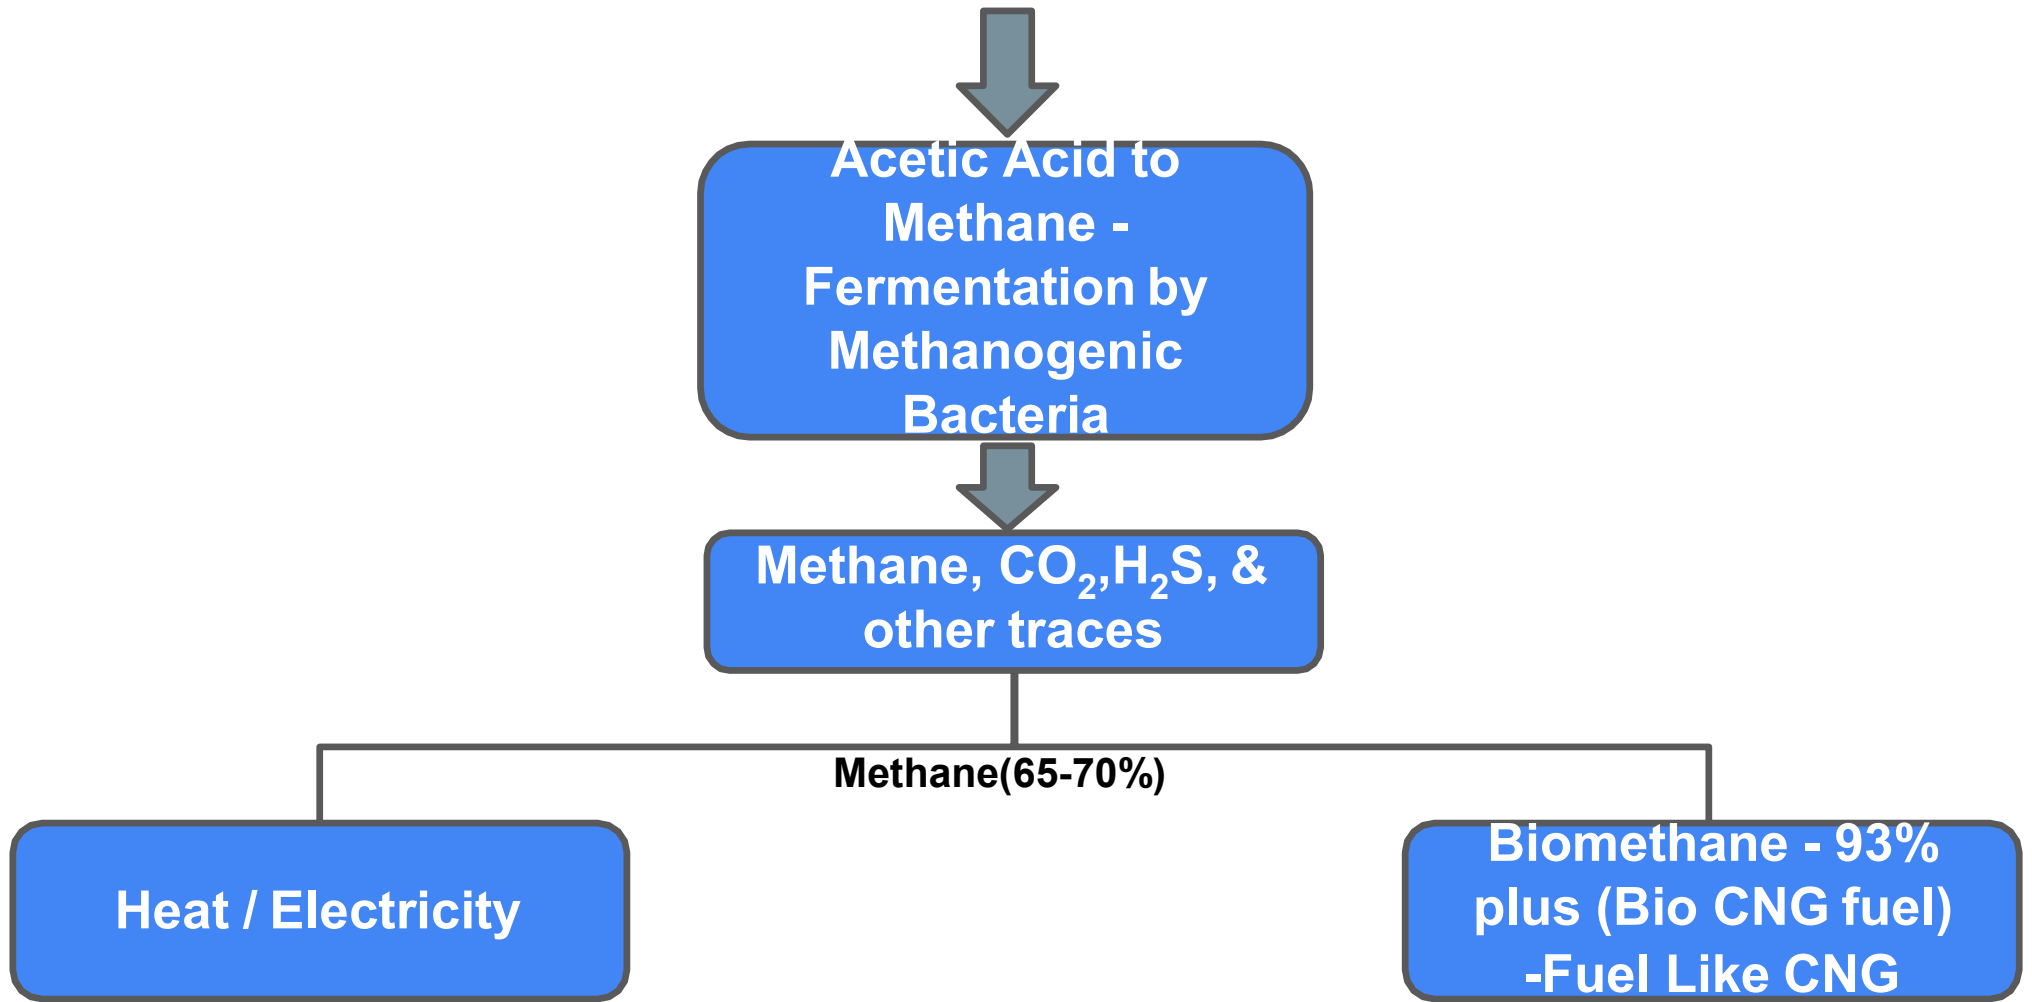 Acetic Acid to
Methane -
Fermentation by
Methanogenic
Bacteria
Methane, CO₂,H₂S, &
other traces
Methane(65-70%)
Heat / Electricity
Biomethane - 93%
plus (Bio CNG fuel)
-Fuel Like CNG